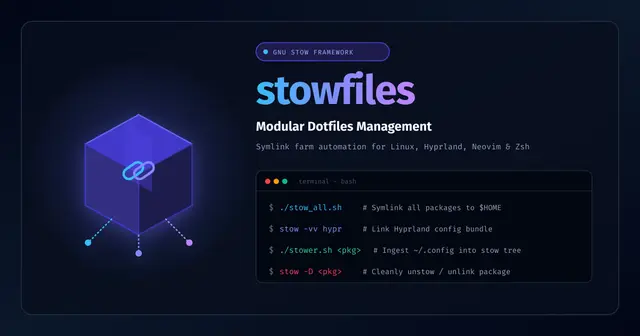 GNU STOW FRAMEWORK
stowfiles
Modular Dotfiles Management
Symlink farm automation for Linux, Hyprland, Neovim & Zsh
terminal - bash
$ ./stow_all.sh # Symlink all packages to $HOME
$ stow -vv hypr # Link Hyprland config bundle
$ ./stower.sh <pkg> # Ingest ~/.config into stow tree
$ stow -D <pkg> # Cleanly unstow / unlink package